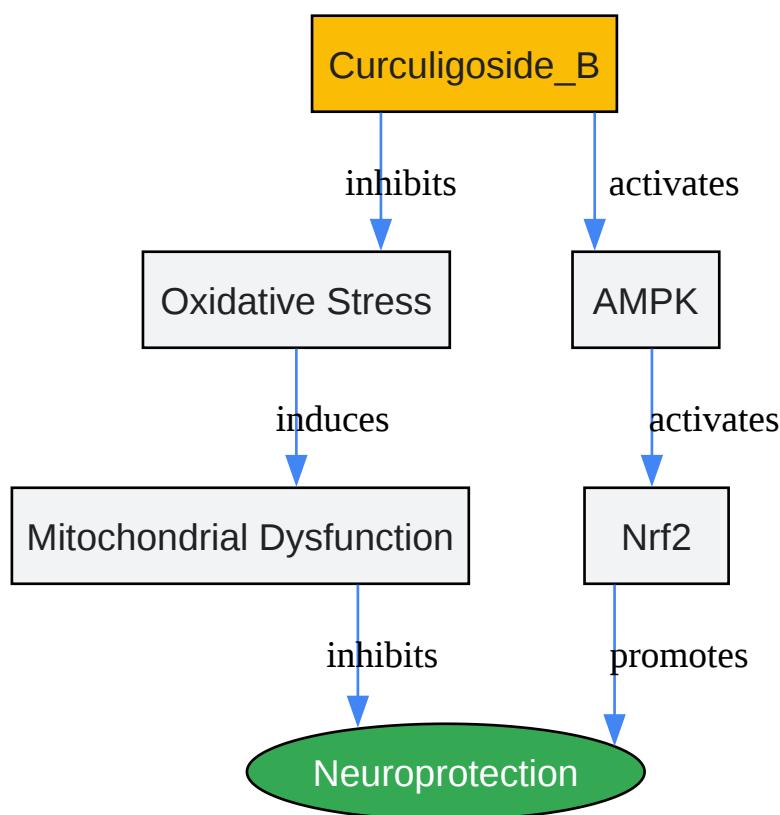 Curculigoside_B
inhibits
activates
Oxidative Stress
AMPK
induces
activates
Mitochondrial Dysfunction
Nrf2
inhibits
promotes
Neuroprotection